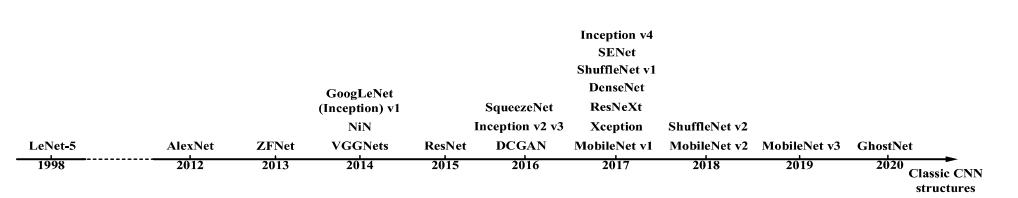 Inception v4
SENet
ShuffleNet v1
DenseNet
ResNeXt
Xception
MobileNet v1
GoogLeNet
(Inception) v1
NiN
VGGNets
SqueezeNet
Inception v2 v3
DCGAN
ShuffleNet v2
MobileNet v2
LeNet-5
AlexNet
ZFNet
ResNet
MobileNet v3
GhostNet
1998
2012
2013
2014
2015
2016
2017
2018
2019
2020
Classic CNN
structures